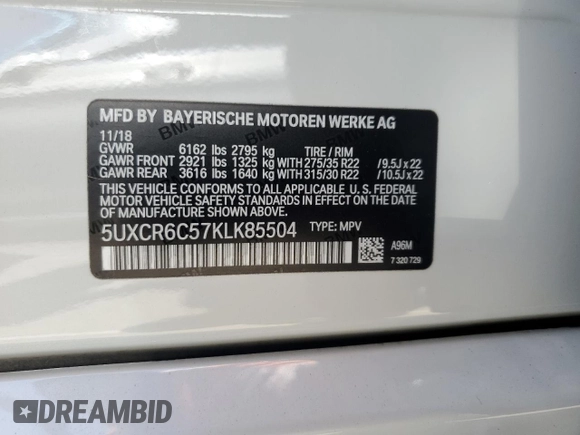 MFD BY BAYERISCHE MOTOREN WERKE AG
11/18
GVWR 6162 lbs 2795 kg TIRE / RIM
GAWR FRONT 2921 lbs 1325 kg WITH 275/35 R22 / 9.5J x 22
GAWR REAR 3616 lbs 1640 kg WITH 315/30 R22 / 10.5J x 22
THIS VEHICLE CONFORMS TO ALL APPLICABLE U. S. FEDERAL
MOTOR VEHICLE SAFETY STANDARDS IN EFFECT ON THE
DATE OF MANUFACTURE SHOWN ABOVE.
5UXCR6C57KLK85504 TYPE: MPV
A96M
7 320 729
DREAMBID